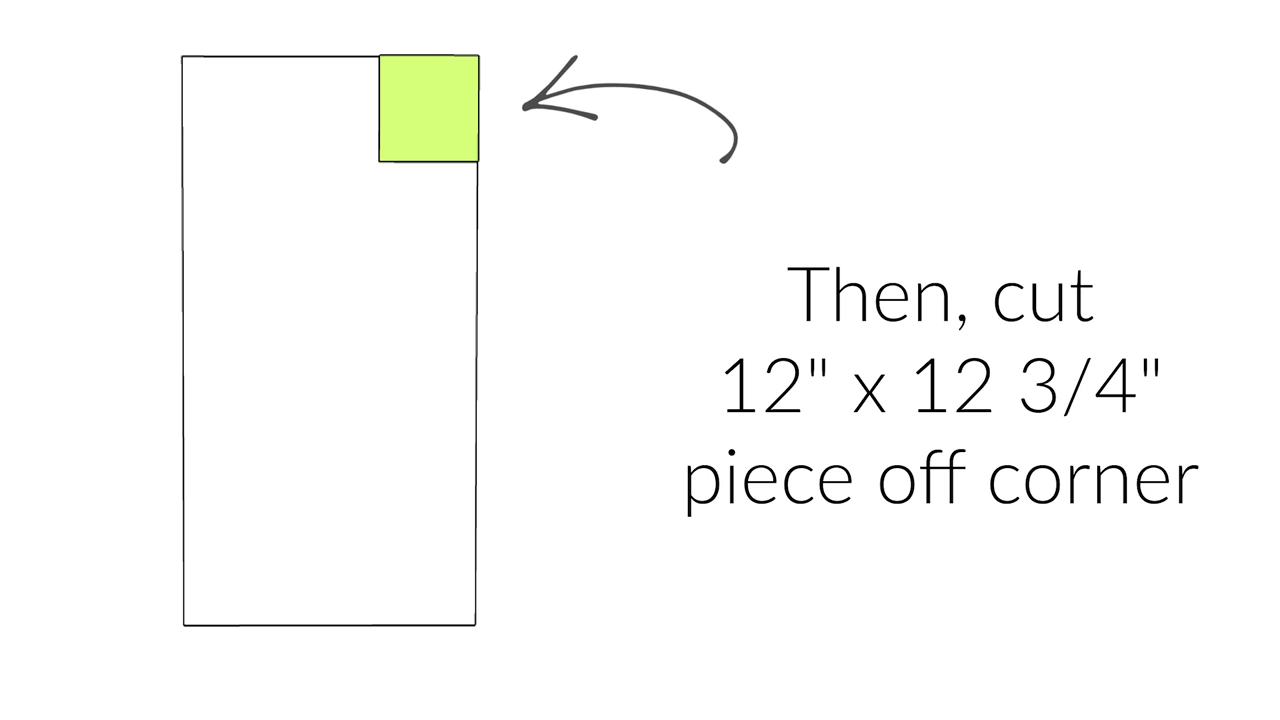 Then, cut
12" x 12 3/4"
piece off corner